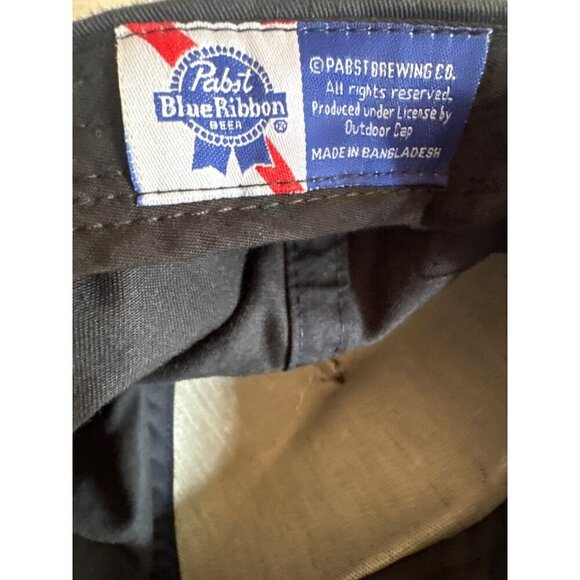 Pabst
Blue Ribbon
BEER
®
© PABST BREWING CO.
All rights reserved.
Produced under License by
Outdoor Cap
MADE IN BANGLADESH